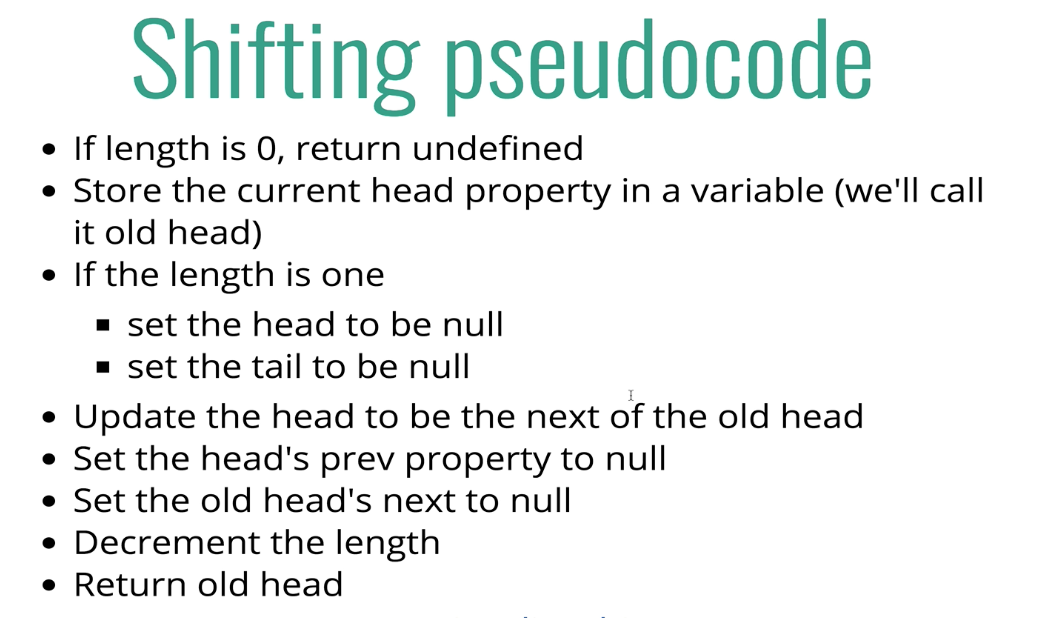 Shifting pseudocode
• If length is 0, return undefined
• Store the current head property in a variable (we'll call
it old head)
• If the length is one
▪ set the head to be null
▪ set the tail to be null
• Update the head to be the next of the old head
• Set the head's prev property to null
• Set the old head's next to null
• Decrement the length
• Return old head